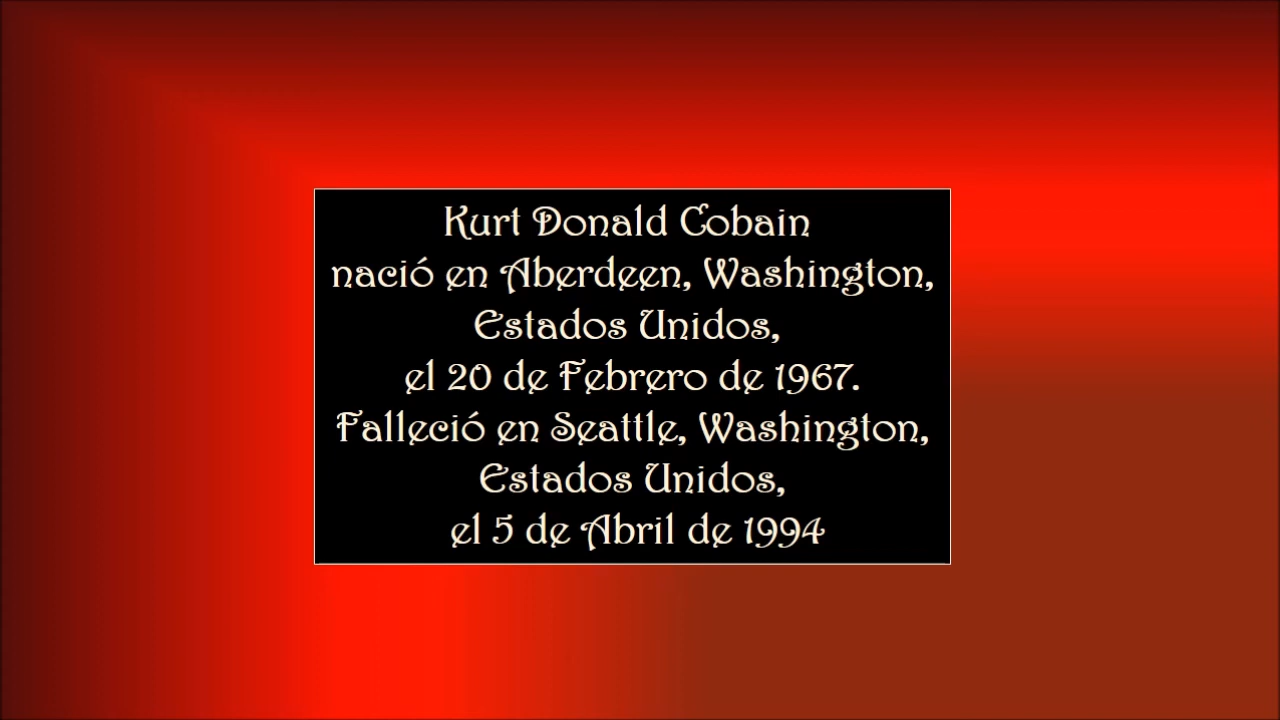 Kurt Donald Cobain
nació en Aberdeen, Washington,
Estados Unidos,
el 20 de Febrero de 1967.
Falleció en Seattle, Washington,
Estados Unidos,
el 5 de Abril de 1994